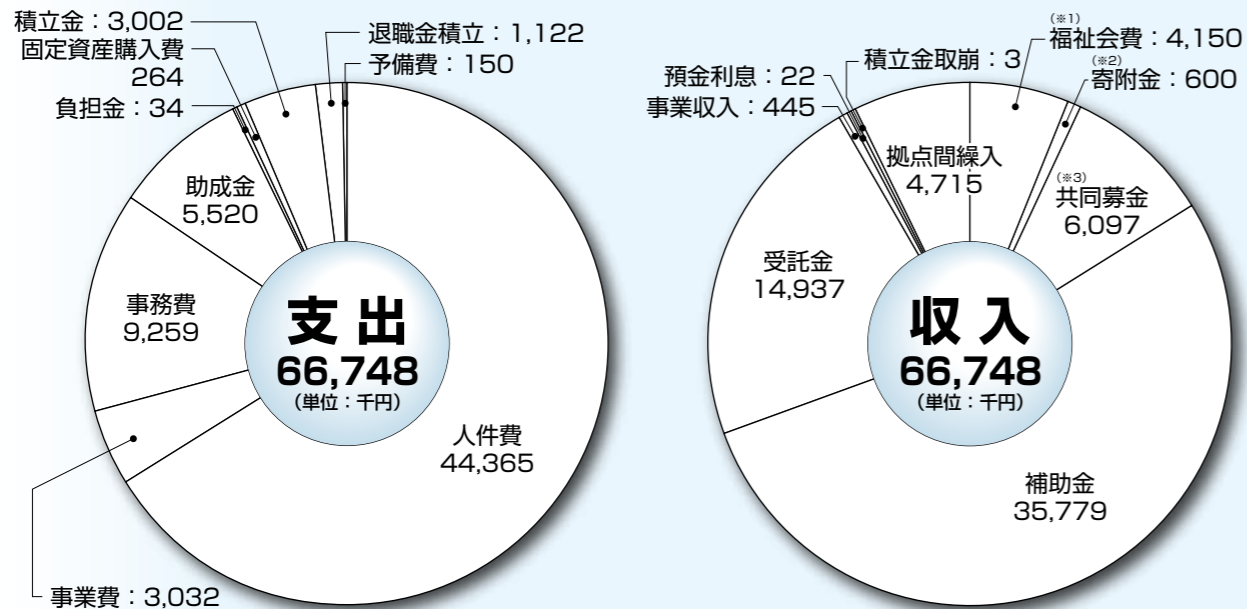 積立金：3,002
固定資産購入費
264
負担金：34
退職金積立：1,122
予備費：150
助成金
5,520
事務費
9,259
支出
66,748
（単位：千円）
人件費
44,365
事業費：3,032
(※1)
福祉会費：4,150
積立金取崩：3
(※2)
寄附金：600
預金利息：22
事業収入：445
拠点間繰入
4,715
(※3)
共同募金
6,097
受託金
14,937
収入
66,748
（単位：千円）
補助金
35,779